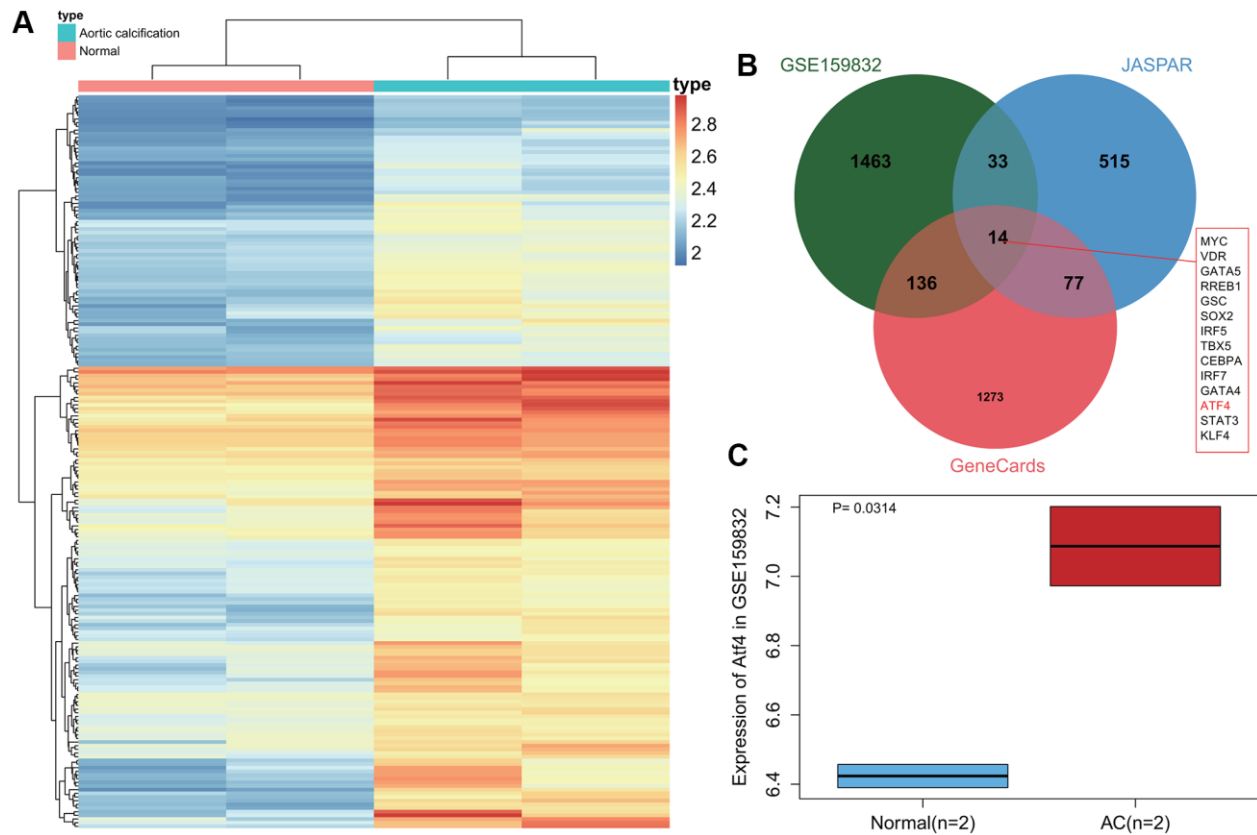 A
type
Aortic calcification
Normal
type
2.8
2.6
2.4
2.2
2
B
GSE159832
JASPAR
1463
33
515
14
136
77
1273
GeneCards
MYC
VDR
GATA5
RREB1
GSC
SOX2
IRF5
TBX5
CEBPA
IRF7
GATA4
ATF4
STAT3
KLF4
C
P= 0.0314
Expression of Atf4 in GSE159832
7.2
7.0
6.8
6.6
6.4
Normal(n=2)
AC(n=2)